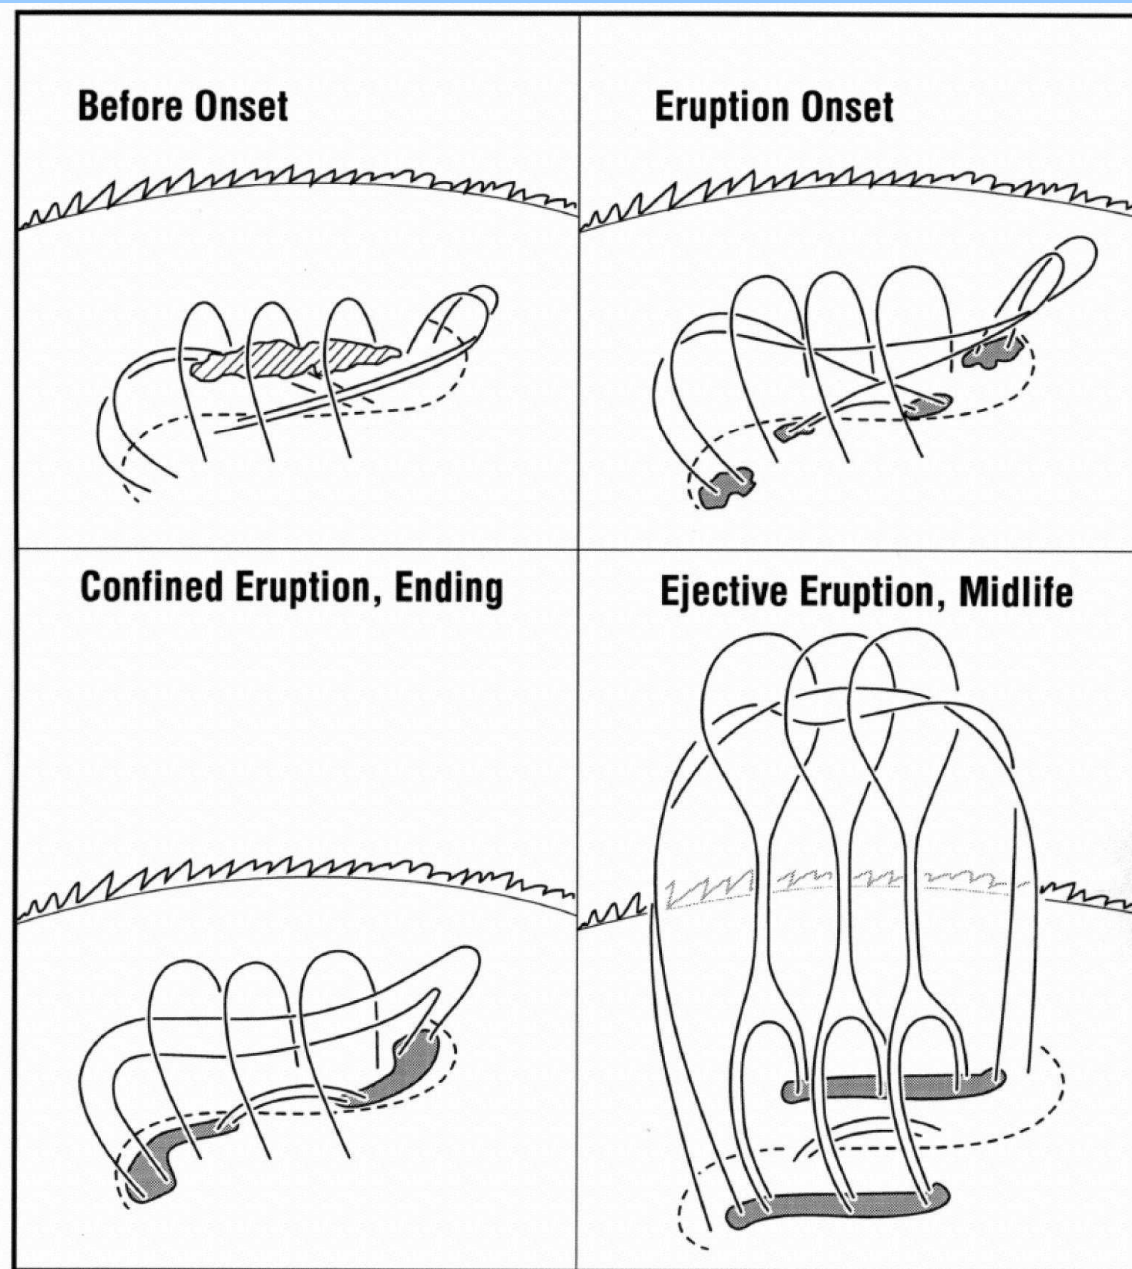 Before Onset
Eruption Onset
Confined Eruption, Ending
Ejective Eruption, Midlife